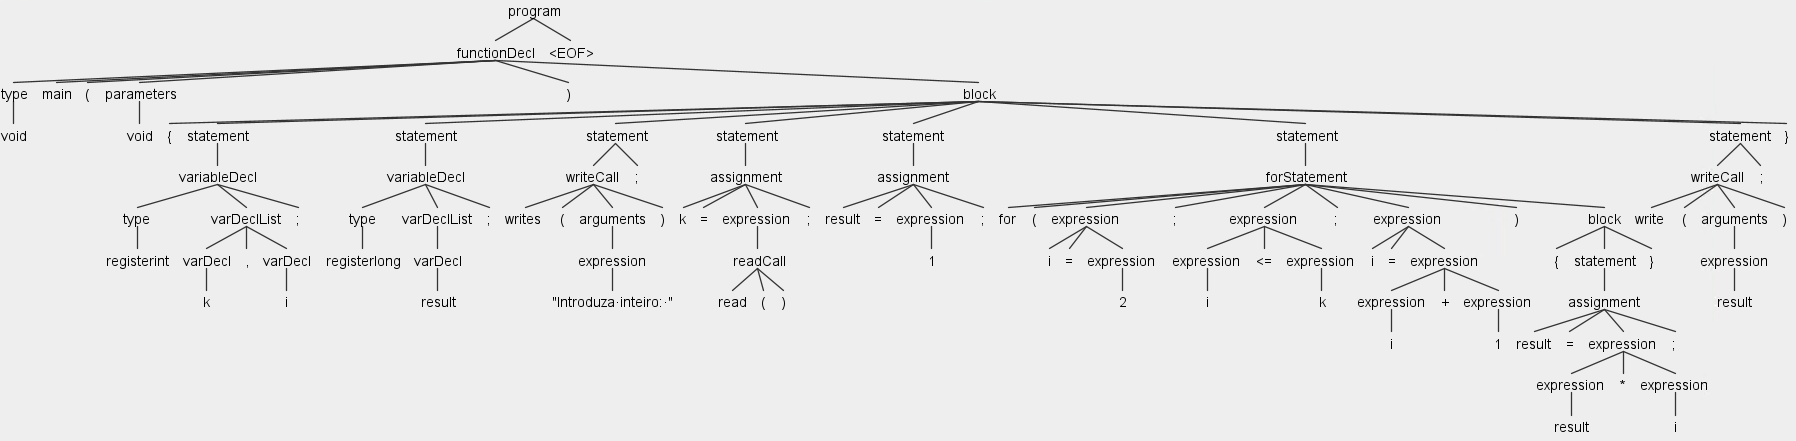 program
functionDecl <EOF>
type main ( parameters ) block
void void { statement statement statement statement statement statement statement }
variableDecl variableDecl writeCall ; assignment assignment forStatement writeCall ;
type varDeclList ; type varDeclList ; writes ( arguments ) k = expression ; result = expression ; for ( expression ; expression ; expression ) block write ( arguments )
registerint varDecl , varDecl registerlong varDecl expression readCall 1 i = expression expression <= expression i = expression { statement } expression
k i result "Introduza·inteiro:·" read ( ) 2 i k expression + expression assignment result
i 1 result = expression ;
expression * expression
result i